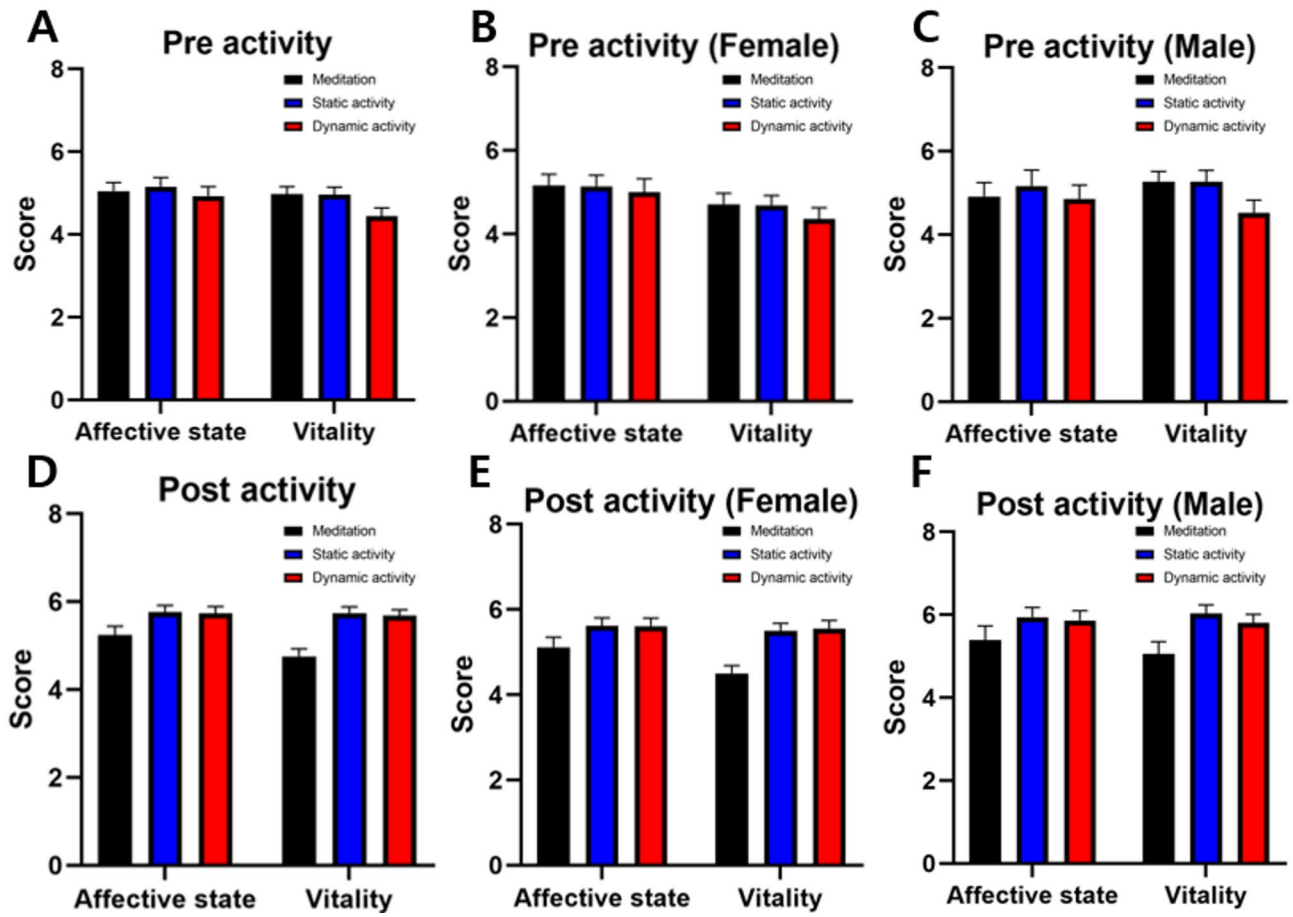 A
Pre activity
8
6
4
2
0
Score
Meditation
Static activity
Dynamic activity
Affective state
Vitality
B
Pre activity (Female)
8
6
4
2
0
Score
Meditation
Static activity
Dynamic activity
Affective state
Vitality
C
Pre activity (Male)
8
6
4
2
0
Score
Meditation
Static activity
Dynamic activity
Affective state
Vitality
D
Post activity
8
6
4
2
0
Score
Meditation
Static activity
Dynamic activity
Affective state
Vitality
E
Post activity (Female)
8
6
4
2
0
Score
Meditation
Static activity
Dynamic activity
Affective state
Vitality
F
Post activity (Male)
8
6
4
2
0
Score
Meditation
Static activity
Dynamic activity
Affective state
Vitality